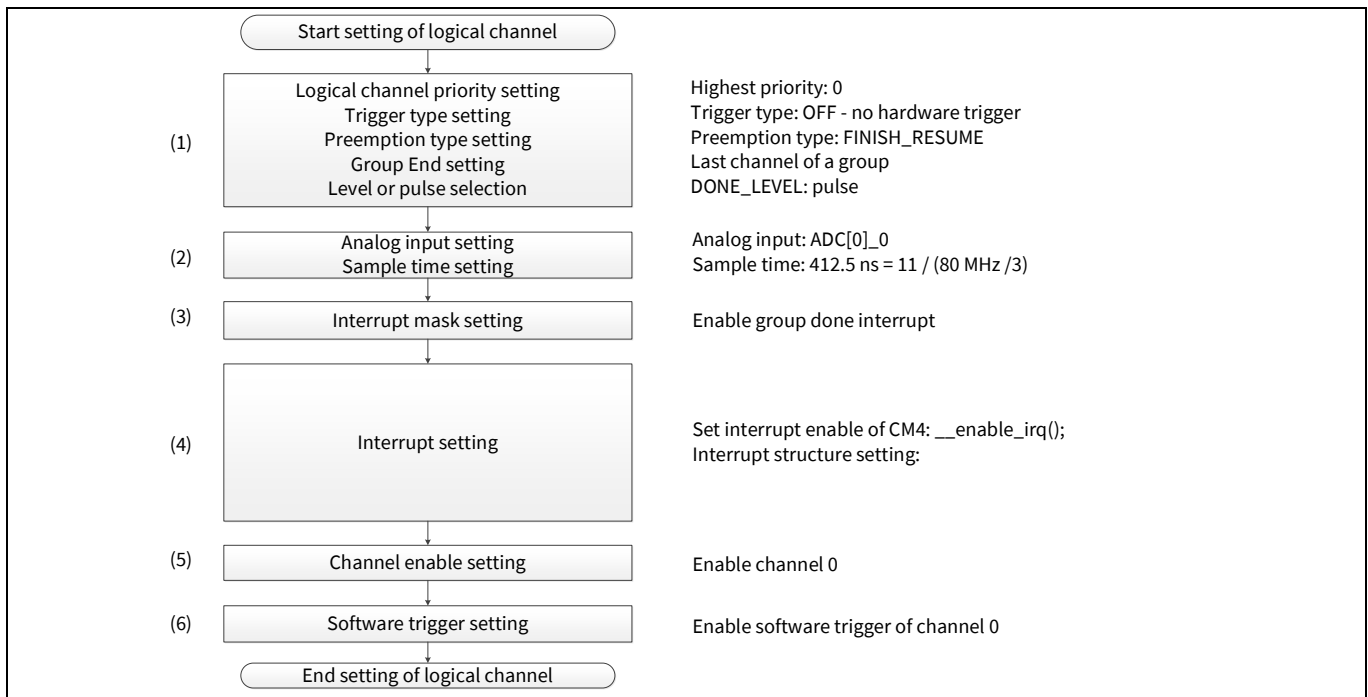 Start setting of logical channel
(1)
Logical channel priority setting
Trigger type setting
Preemption type setting
Group End setting
Level or pulse selection
Highest priority: 0
Trigger type: OFF - no hardware trigger
Preemption type: FINISH_RESUME
Last channel of a group
DONE_LEVEL: pulse
(2)
Analog input setting
Sample time setting
Analog input: ADC[0]_0
Sample time: 412.5 ns = 11 / (80 MHz /3)
(3)
Interrupt mask setting
Enable group done interrupt
(4)
Interrupt setting
Set interrupt enable of CM4: __enable_irq();
Interrupt structure setting:
(5)
Channel enable setting
Enable channel 0
(6)
Software trigger setting
Enable software trigger of channel 0
End setting of logical channel